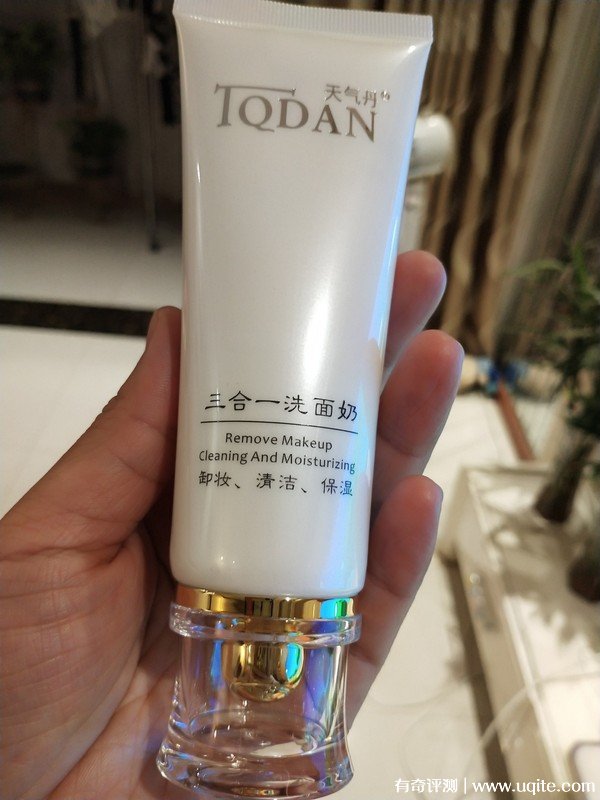 天气丹
TQDAN
三合一洗面奶
Remove Makeup
Cleaning And Moisturizing
卸妆、清洁、保湿
有奇评测 | www.uqite.com